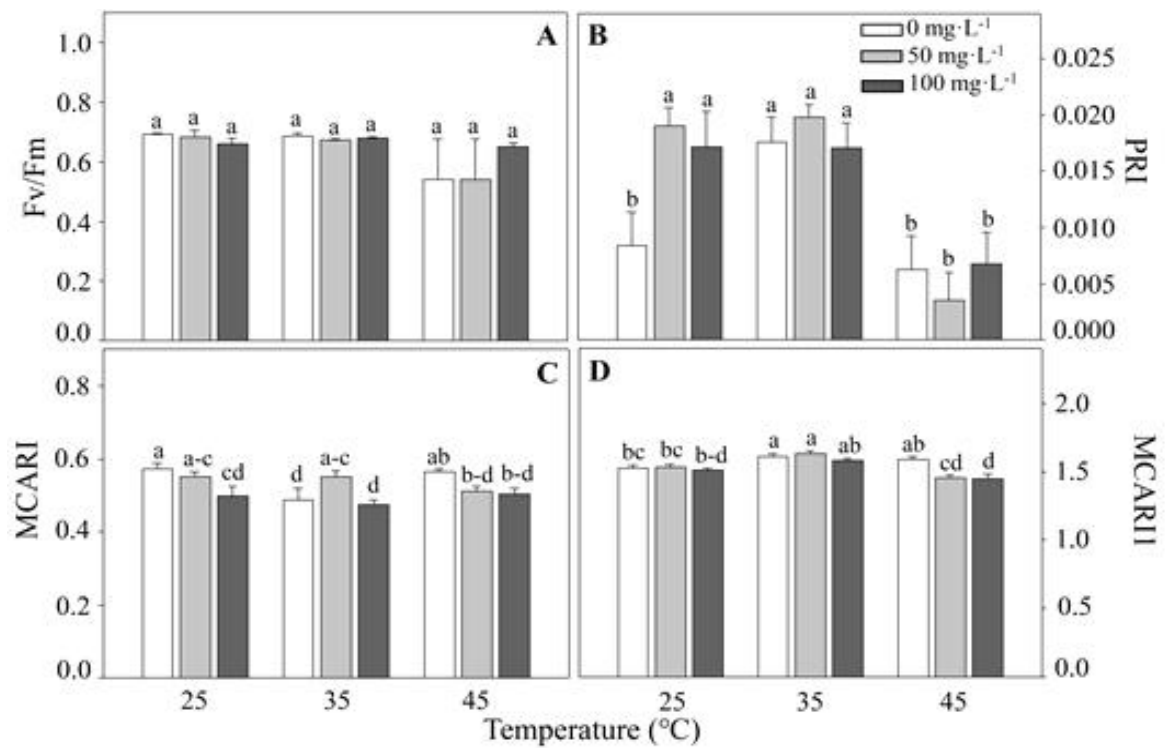 A
B
0 mg·L⁻¹
50 mg·L⁻¹
100 mg·L⁻¹
1.0
0.8
0.6
0.4
0.2
0.0
Fv/Fm
a a a a a a a a a
b a a a a a b b b
0.025
0.020
0.015
0.010
0.005
0.000
PRI
C
D
0.8
0.6
0.4
0.2
0.0
MCARI
a a-c cd d a-c d ab b-d b-d
bc bc b-d a a ab ab cd d
2.0
1.5
1.0
0.5
0.0
MCARI1
25 35 45 25 35 45
Temperature (°C)